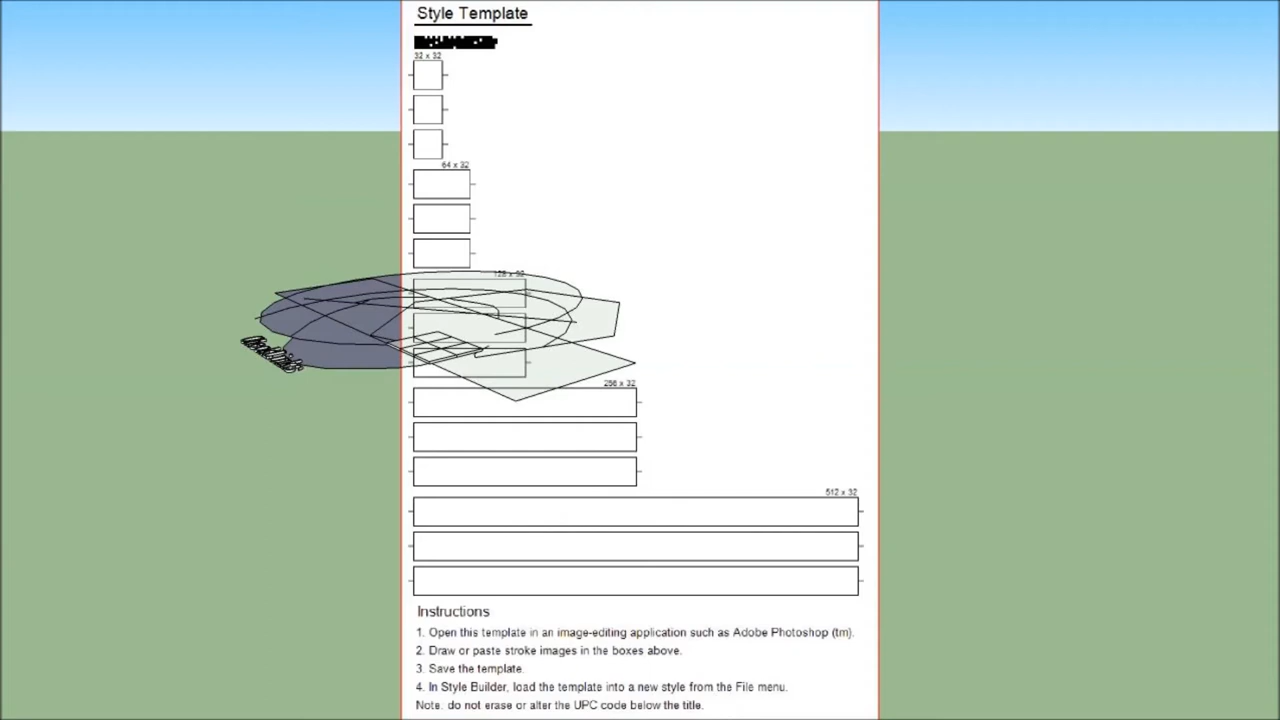 Style Template
32 x 32
64 x 32
128 x 32
256 x 32
512 x 32
Instructions
1. Open this template in an image-editing application such as Adobe Photoshop (tm).
2. Draw or paste stroke images in the boxes above.
3. Save the template.
4. In Style Builder, load the template into a new style from the File menu.
Note: do not erase or alter the UPC code below the title.